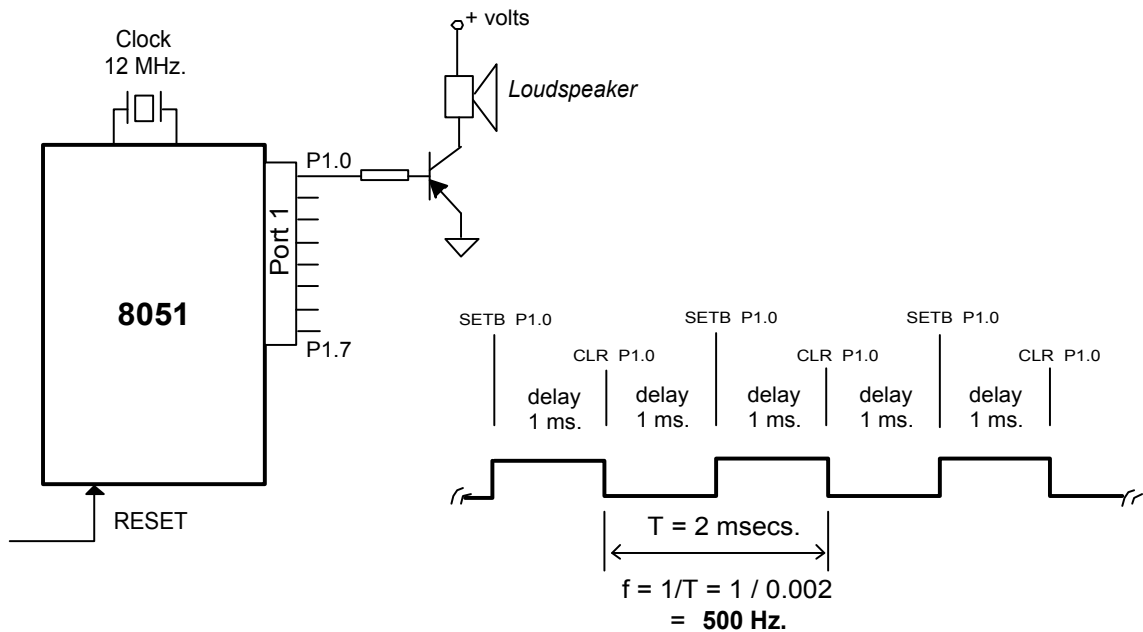 Clock
12 MHz.
+ volts
Loudspeaker
P1.0
Port 1
8051
P1.7
RESET
SETB P1.0
SETB P1.0
SETB P1.0
CLR P1.0
CLR P1.0
CLR P1.0
delay
1 ms.
delay
1 ms.
delay
1 ms.
delay
1 ms.
delay
1 ms.
T = 2 msecs.
f = 1/T = 1 / 0.002
= 500 Hz.